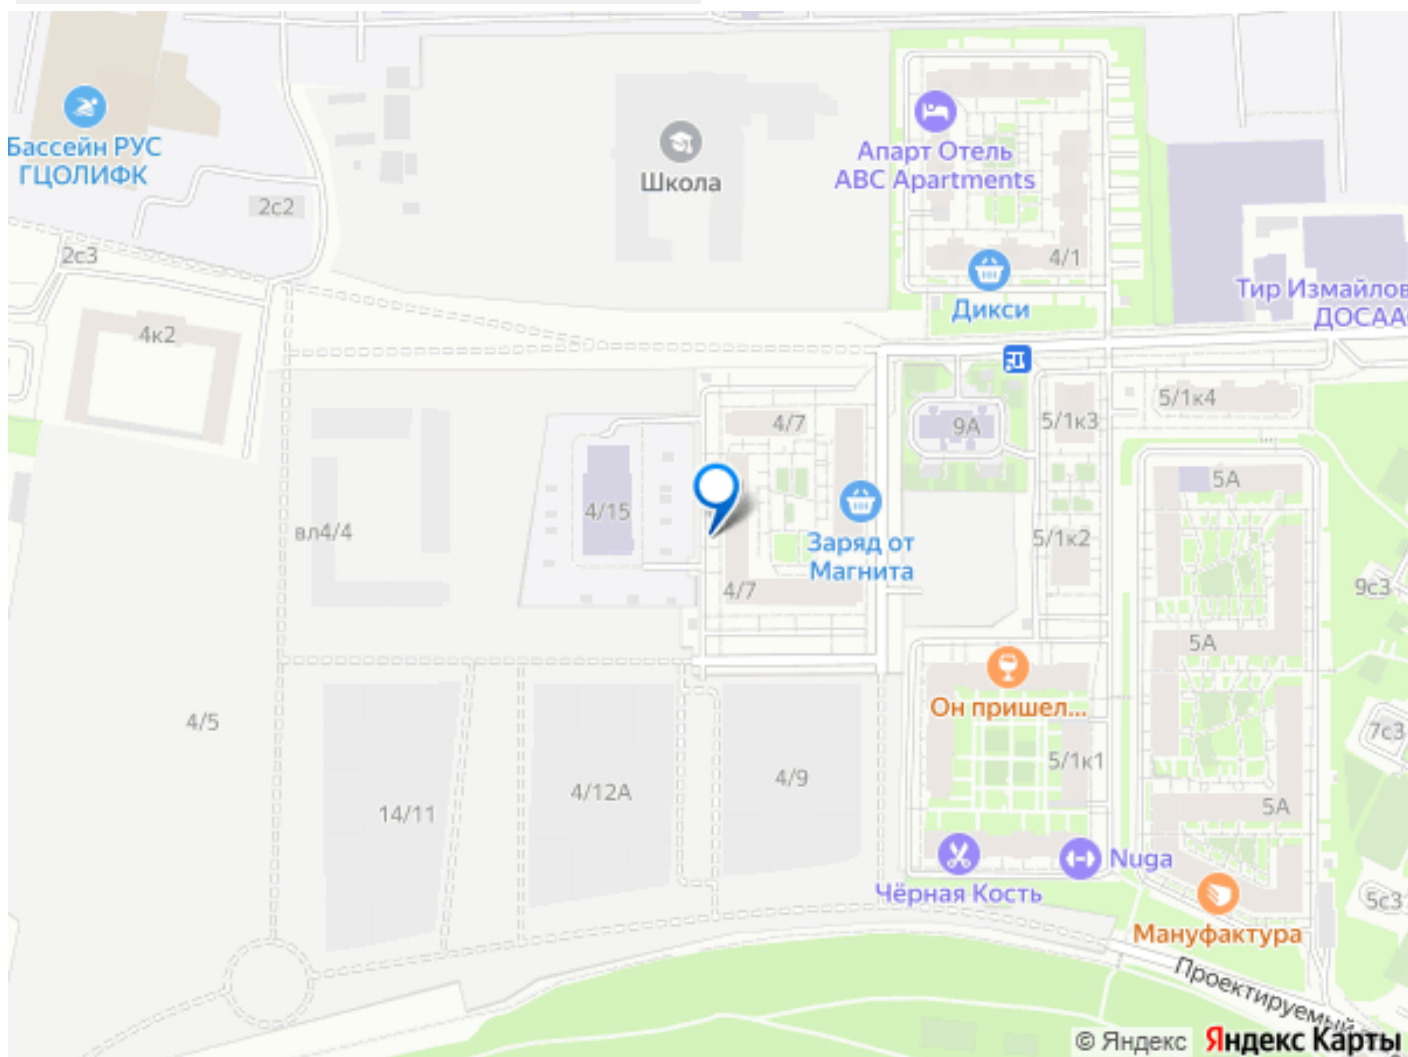 Бассейн РУС
ГЦОЛИФК
2с2
2с3
4к2
Школа
Апарт Отель
ABC Apartments
4/1
Дикси
Тир Измайлов
ДОСААФ
4/7
9А
5/1к3
5/1к4
5А
4/15
вл4/4
Заряд от
Магнита
5/1к2
4/7
9с3
5А
Он пришел...
4/5
7с3
5/1к1
4/9
4/12А
14/11
5А
Nuga
Чёрная Кость
5с3
Мануфактура
Проектируемый
© Яндекс
Яндекс Карты